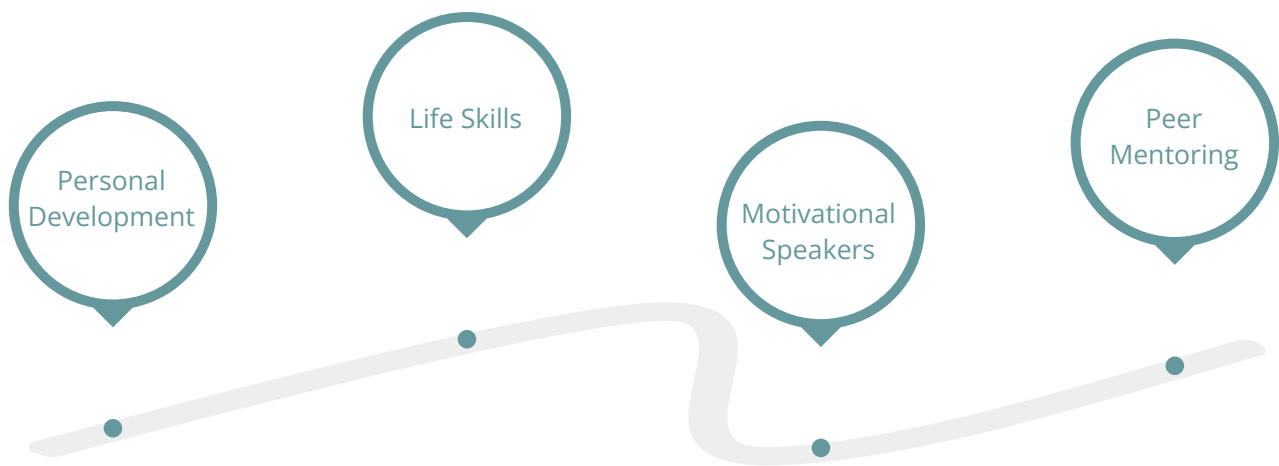 Personal
Development
Life Skills
Motivational
Speakers
Peer
Mentoring